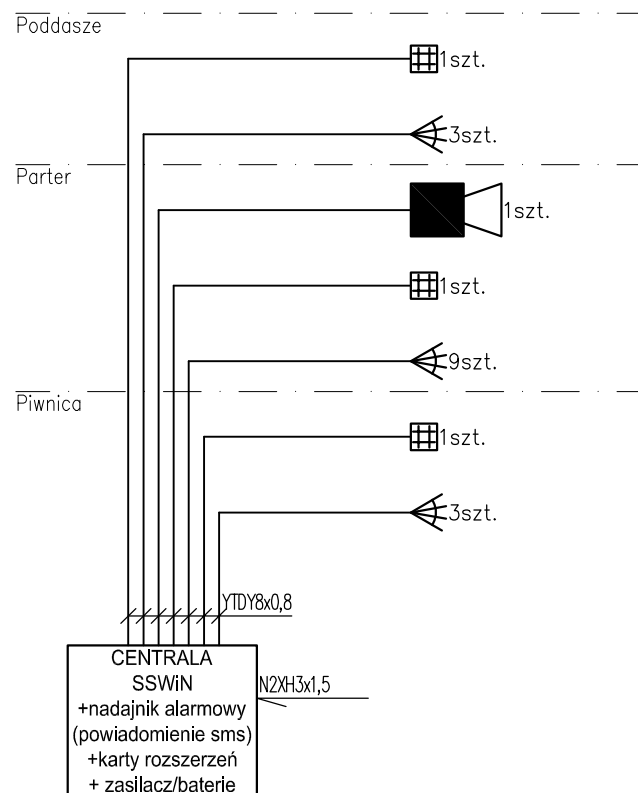 Poddasze
1szt.
3szt.
Parter
1szt.
1szt.
9szt.
Piwnica
1szt.
3szt.
YTDY8x0,8
CENTRALA
SSWiN
+nadajnik alarmowy
(powiadomienie sms)
+karty rozszerzeń
+ zasilacz/baterie
N2XH3x1,5